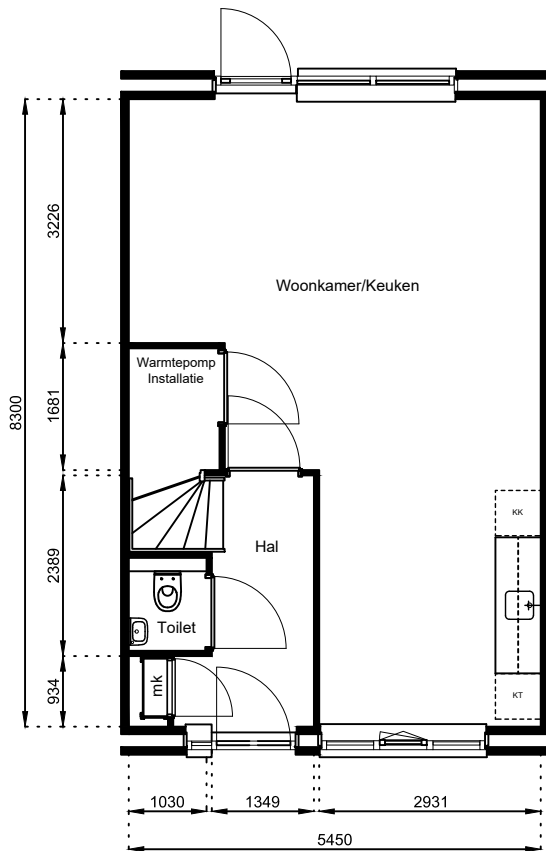 3226
Woonkamer/Keuken
Warmtepomp
Installatie
1681
8300
KK
Hal
2389
Toilet
mk
934
KT
1030
1349
2931
5450